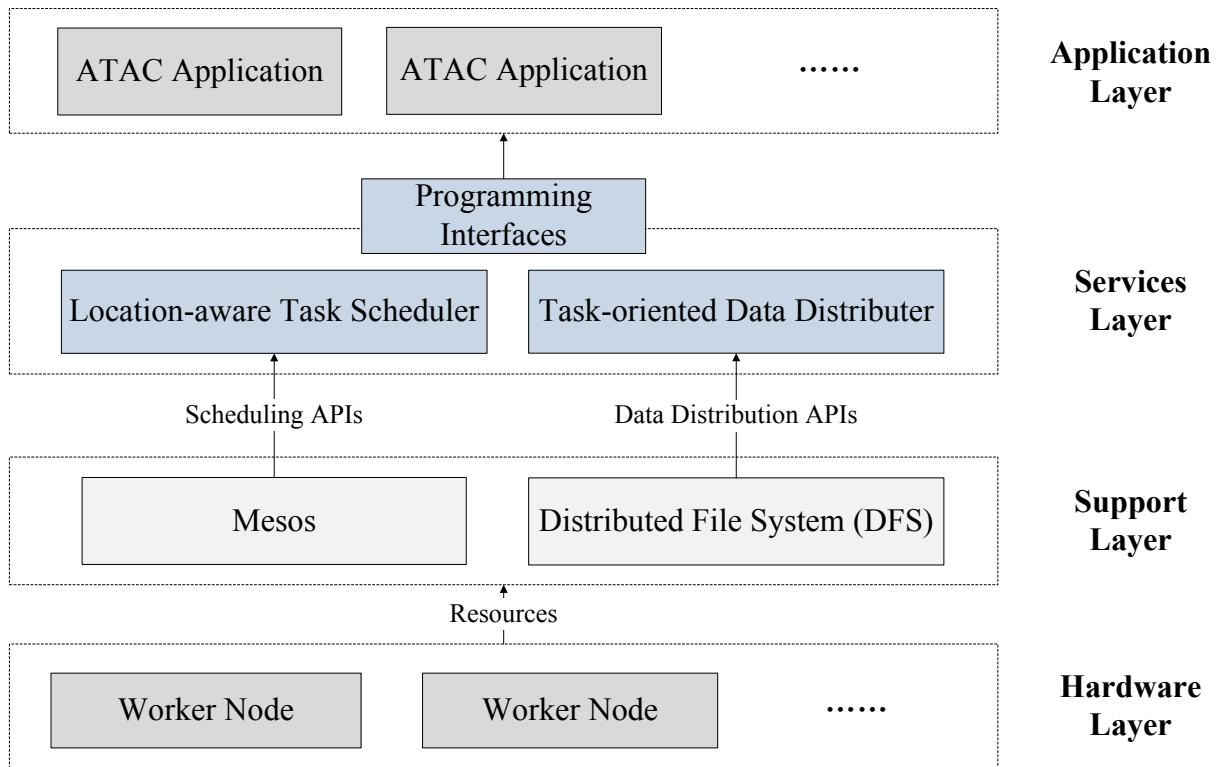 ATAC Application
ATAC Application
......
Application
Layer
Programming
Interfaces
Location-aware Task Scheduler
Task-oriented Data Distributer
Services
Layer
Scheduling APIs
Data Distribution APIs
Mesos
Distributed File System (DFS)
Support
Layer
Resources
Worker Node
Worker Node
......
Hardware
Layer